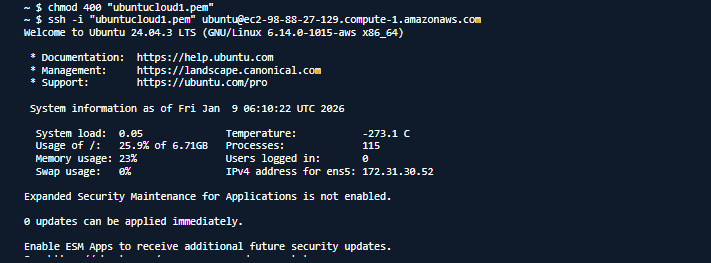 ~ $ chmod 400 "ubuntucloud1.pem"
~ $ ssh -i "ubuntucloud1.pem" ubuntu@ec2-98-88-27-129.compute-1.amazonaws.com
Welcome to Ubuntu 24.04.3 LTS (GNU/Linux 6.14.0-1015-aws x86_64)

 * Documentation:  https://help.ubuntu.com
 * Management:     https://landscape.canonical.com
 * Support:        https://ubuntu.com/pro

 System information as of Fri Jan  9 06:10:22 UTC 2026

  System load:  0.05               Temperature:           -273.1 C
  Usage of /:   25.9% of 6.71GB    Processes:             115
  Memory usage: 23%                Users logged in:       0
  Swap usage:   0%                 IPv4 address for ens5: 172.31.30.52

Expanded Security Maintenance for Applications is not enabled.

0 updates can be applied immediately.

Enable ESM Apps to receive additional future security updates.